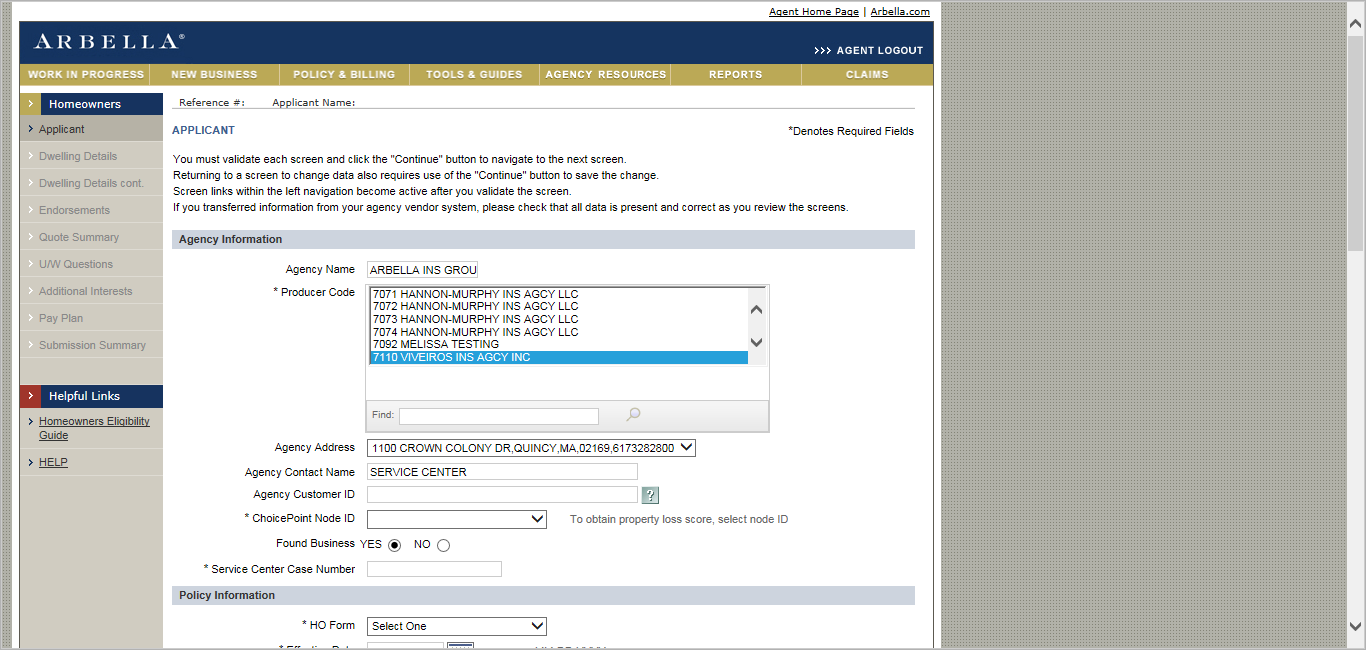 Agent Home Page | Arbella.com
ARBELLA®
>>> AGENT LOGOUT
WORK IN PROGRESS NEW BUSINESS POLICY & BILLING TOOLS & GUIDES AGENCY RESOURCES REPORTS CLAIMS
Homeowners
Applicant
Dwelling Details
Dwelling Details cont.
Endorsements
Quote Summary
U/W Questions
Additional Interests
Pay Plan
Submission Summary
Helpful Links
Homeowners Eligibility
Guide
HELP
Reference #: Applicant Name:
APPLICANT
*Denotes Required Fields
You must validate each screen and click the "Continue" button to navigate to the next screen.
Returning to a screen to change data also requires use of the "Continue" button to save the change.
Screen links within the left navigation become active after you validate the screen.
If you transferred information from your agency vendor system, please check that all data is present and correct as you review the screens.
Agency Information
Agency Name ARBELLA INS GROU
* Producer Code
7071 HANNON-MURPHY INS AGCY LLC
7072 HANNON-MURPHY INS AGCY LLC
7073 HANNON-MURPHY INS AGCY LLC
7074 HANNON-MURPHY INS AGCY LLC
7092 MELISSA TESTING
7110 VIVEIROS INS AGCY INC
Find:
Agency Address 1100 CROWN COLONY DR,QUINCY,MA,02169,6173282800
Agency Contact Name SERVICE CENTER
Agency Customer ID ?
* ChoicePoint Node ID To obtain property loss score, select node ID
Found Business YES NO
* Service Center Case Number
Policy Information
* HO Form Select One